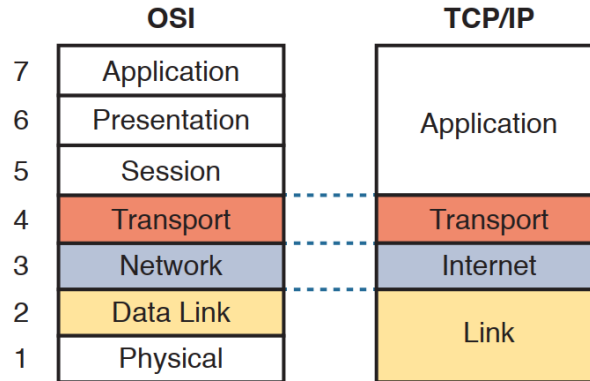 OSI TCP/IP
7 Application
6 Presentation Application
5 Session
4 Transport Transport
3 Network Internet
2 Data Link Link
1 Physical